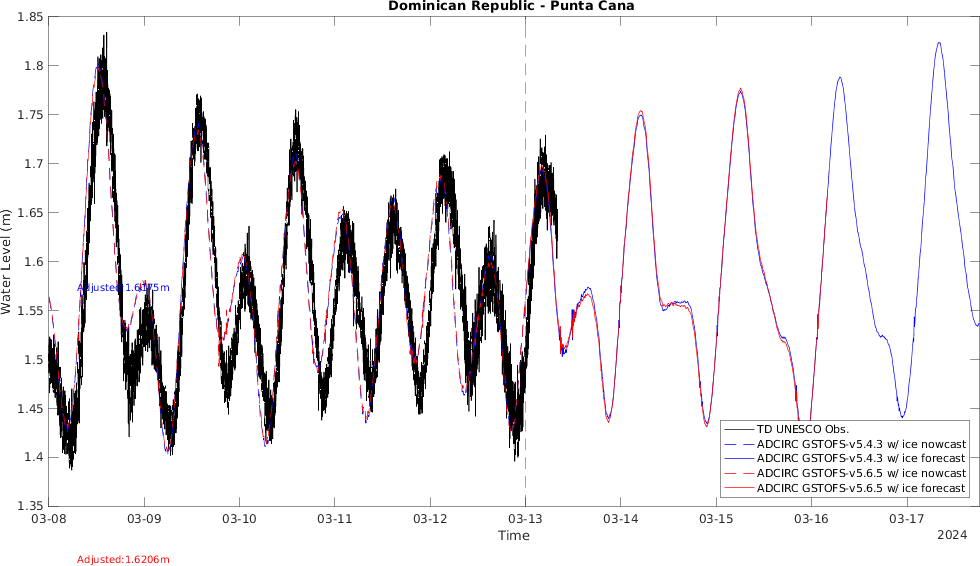 Dominican Republic - Punta Cana
1.85
1.8
1.75
1.7
1.65
1.6
1.55
1.5
1.45
1.4
1.35
Water Level (m)
Adjusted:1.6175m
TD UNESCO Obs.
ADCIRC GSTOFS-v5.4.3 w/ ice nowcast
ADCIRC GSTOFS-v5.4.3 w/ ice forecast
ADCIRC GSTOFS-v5.6.5 w/ ice nowcast
ADCIRC GSTOFS-v5.6.5 w/ ice forecast
03-08 03-09 03-10 03-11 03-12 03-13 03-14 03-15 03-16 03-17
Time
2024
Adjusted:1.6206m